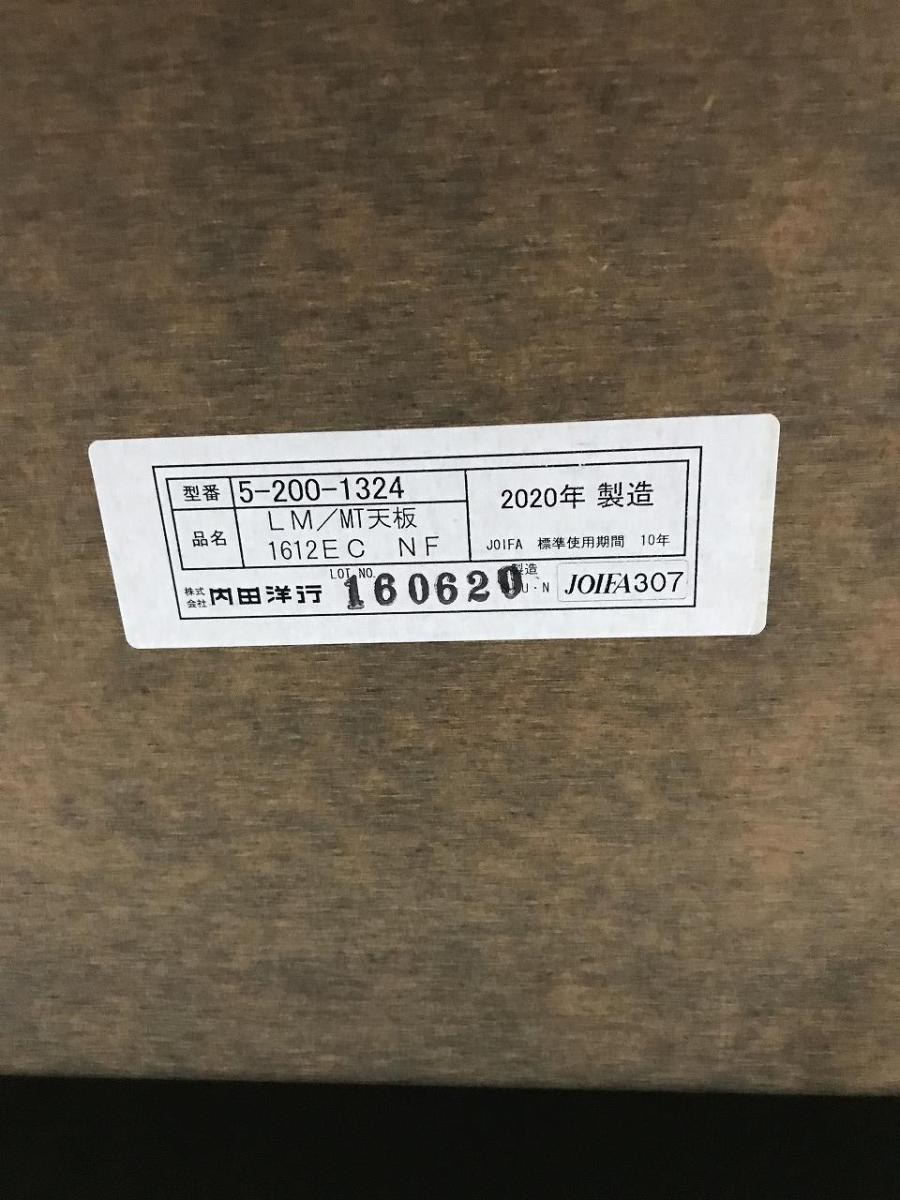 型番 5-200-1324
品名 LM/MT天板
1612EC NF
2020年 製造
JOIFA 標準使用期間 10年
株式会社 内田洋行
LOT NO.
160620
製造
U・N
JOIFA307